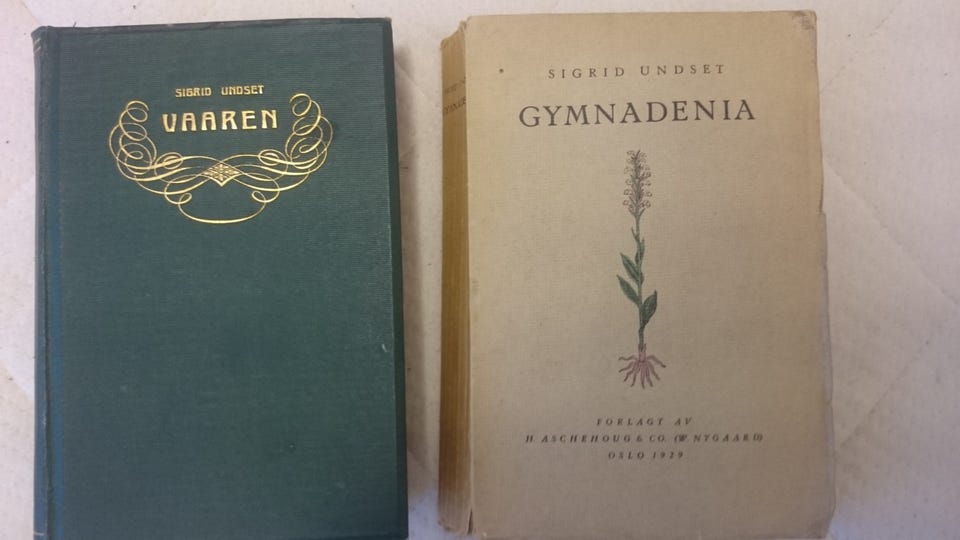 SIGRID UNDSET
VAAREN
SIGRID UNDSET
GYMNADENIA
FORLAGT AV
H. ASCHEHOUG & CO. (W. NYGAARD)
OSLO 1929